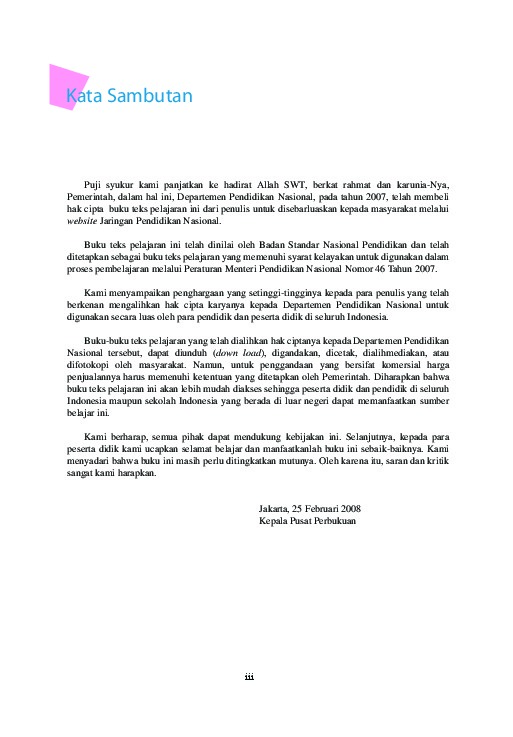 Kata Sambutan
Puji syukur kami panjatkan ke hadirat Allah SWT, berkat rahmat dan karunia-Nya,
Pemerintah, dalam hal ini, Departemen Pendidikan Nasional, pada tahun 2007, telah membeli
hak cipta buku teks pelajaran ini dari penulis untuk disebarluaskan kepada masyarakat melalui
website Jaringan Pendidikan Nasional.
Buku teks pelajaran ini telah dinilai oleh Badan Standar Nasional Pendidikan dan telah
ditetapkan sebagai buku teks pelajaran yang memenuhi syarat kelayakan untuk digunakan dalam
proses pembelajaran melalui Peraturan Menteri Pendidikan Nasional Nomor 46 Tahun 2007.
Kami menyampaikan penghargaan yang setinggi-tingginya kepada para penulis yang telah
berkenan mengalihkan hak cipta karyanya kepada Departemen Pendidikan Nasional untuk
digunakan secara luas oleh para pendidik dan peserta didik di seluruh Indonesia.
Buku-buku teks pelajaran yang telah dialihkan hak ciptanya kepada Departemen Pendidikan
Nasional tersebut, dapat diunduh (down load), digandakan, dicetak, dialihmediakan, atau
difotokopi oleh masyarakat. Namun, untuk penggandaan yang bersifat komersial harga
penjualannya harus memenuhi ketentuan yang ditetapkan oleh Pemerintah. Diharapkan bahwa
buku teks pelajaran ini akan lebih mudah diakses sehingga peserta didik dan pendidik di seluruh
Indonesia maupun sekolah Indonesia yang berada di luar negeri dapat memanfaatkan sumber
belajar ini.
Kami berharap, semua pihak dapat mendukung kebijakan ini. Selanjutnya, kepada para
peserta didik kami ucapkan selamat belajar dan manfaatkanlah buku ini sebaik-baiknya. Kami
menyadari bahwa buku ini masih perlu ditingkatkan mutunya. Oleh karena itu, saran dan kritik
sangat kami harapkan.
Jakarta, 25 Februari 2008
Kepala Pusat Perbukuan
iii